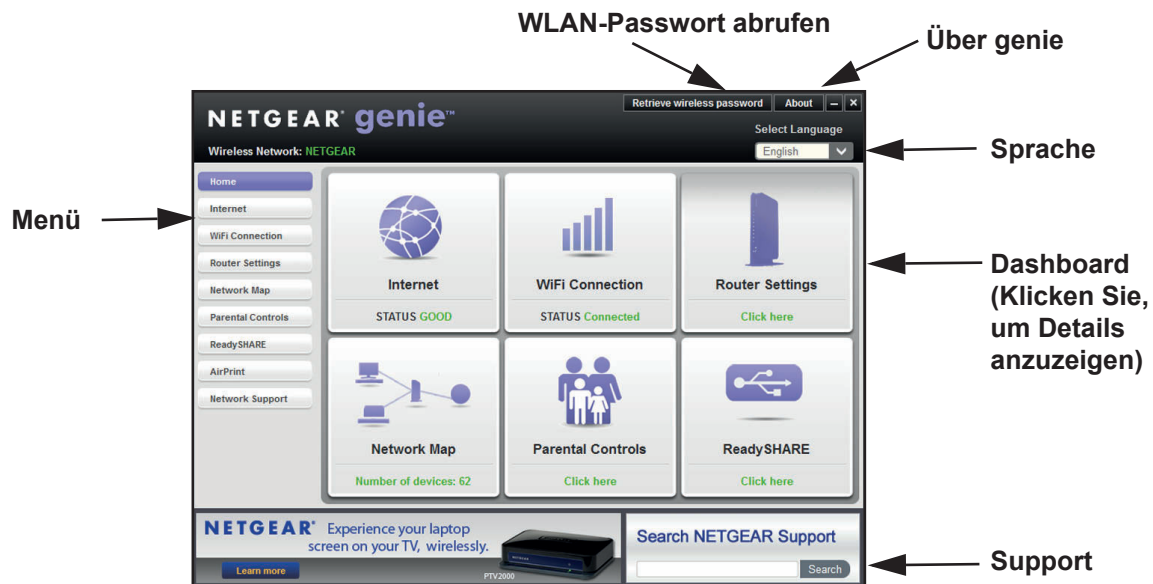 WLAN-Passwort abrufen
Über genie
Retrieve wireless password
About
NETGEAR® genie™
Select Language
Wireless Network: NETGEAR
English
Sprache
Menü
Home
Internet
WiFi Connection
Router Settings
Network Map
Parental Controls
ReadySHARE
AirPrint
Network Support
Internet
STATUS GOOD
WiFi Connection
STATUS Connected
Router Settings
Click here
Dashboard
(Klicken Sie,
um Details
anzuzeigen)
Network Map
Number of devices: 62
Parental Controls
Click here
ReadySHARE
Click here
NETGEAR®
Experience your laptop
screen on your TV, wirelessly.
Learn more
PTV2000
Search NETGEAR Support
Search
Support